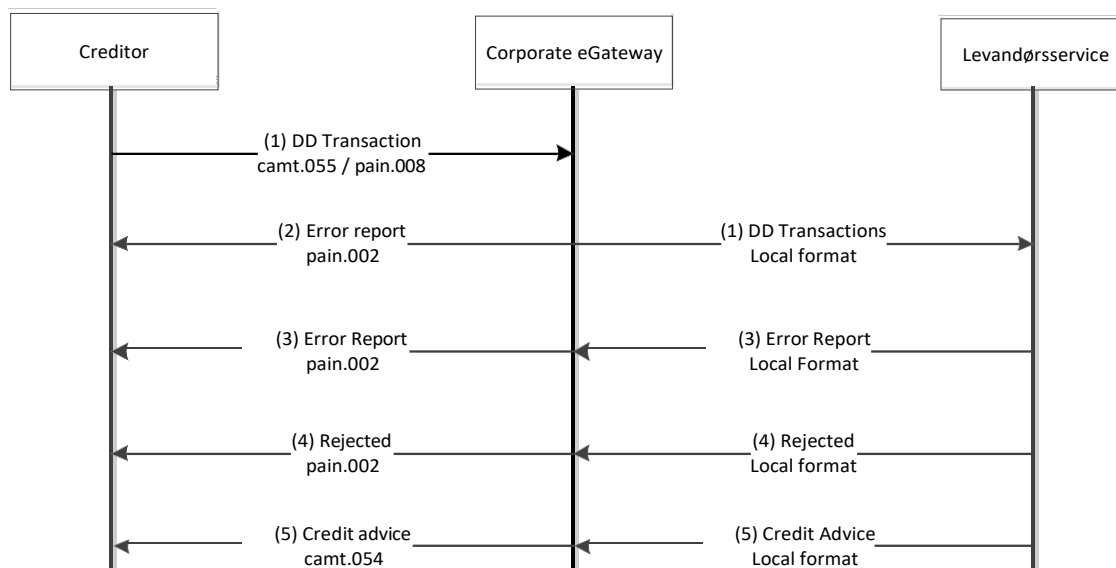 Creditor
Corporate eGateway
Levandørsservice
(1) DD Transaction
camt.055 / pain.008
(2) Error report
pain.002
(1) DD Transactions
Local format
(3) Error Report
pain.002
(3) Error Report
Local Format
(4) Rejected
pain.002
(4) Rejected
Local format
(5) Credit advice
camt.054
(5) Credit Advice
Local format